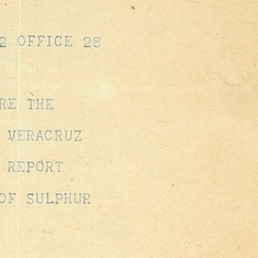 2 OFFICE 28
RE THE
VERACRUZ
REPORT
OF SULPHUR